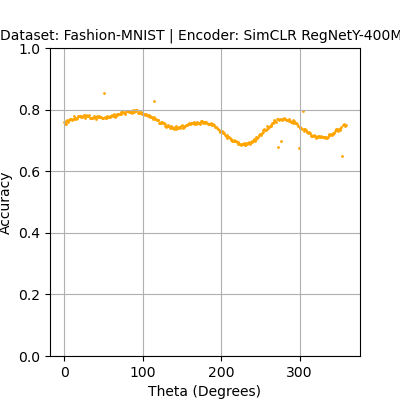 Dataset: Fashion-MNIST | Encoder: SimCLR RegNetY-400M
1.0
0.8
0.6
0.4
0.2
0.0
Accuracy
0 100 200 300
Theta (Degrees)